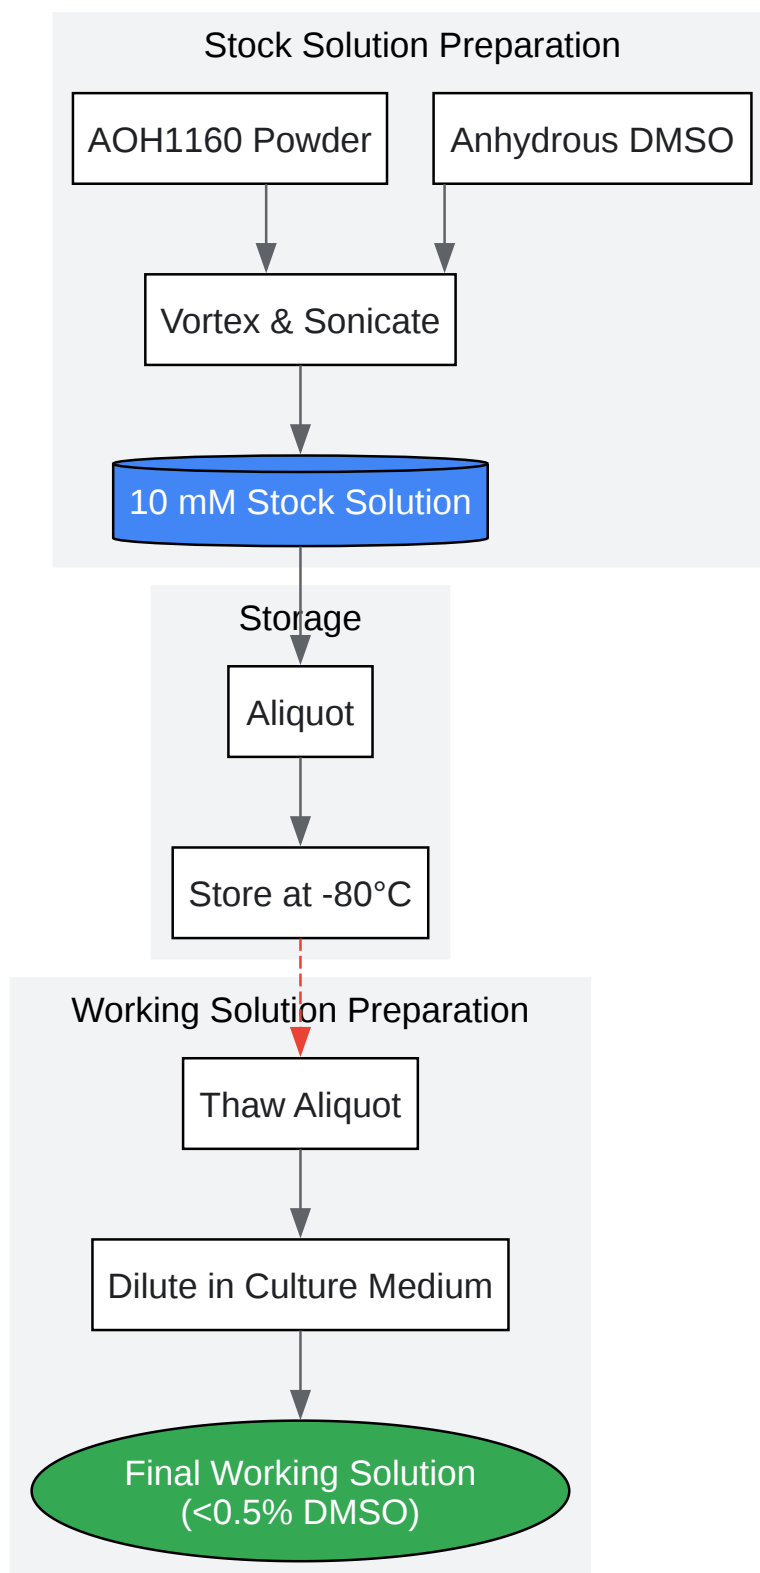 Stock Solution Preparation
AOH1160 Powder
Anhydrous DMSO
Vortex & Sonicate
10 mM Stock Solution
Storage
Aliquot
Store at -80°C
Working Solution Preparation
Thaw Aliquot
Dilute in Culture Medium
Final Working Solution
(<0.5% DMSO)